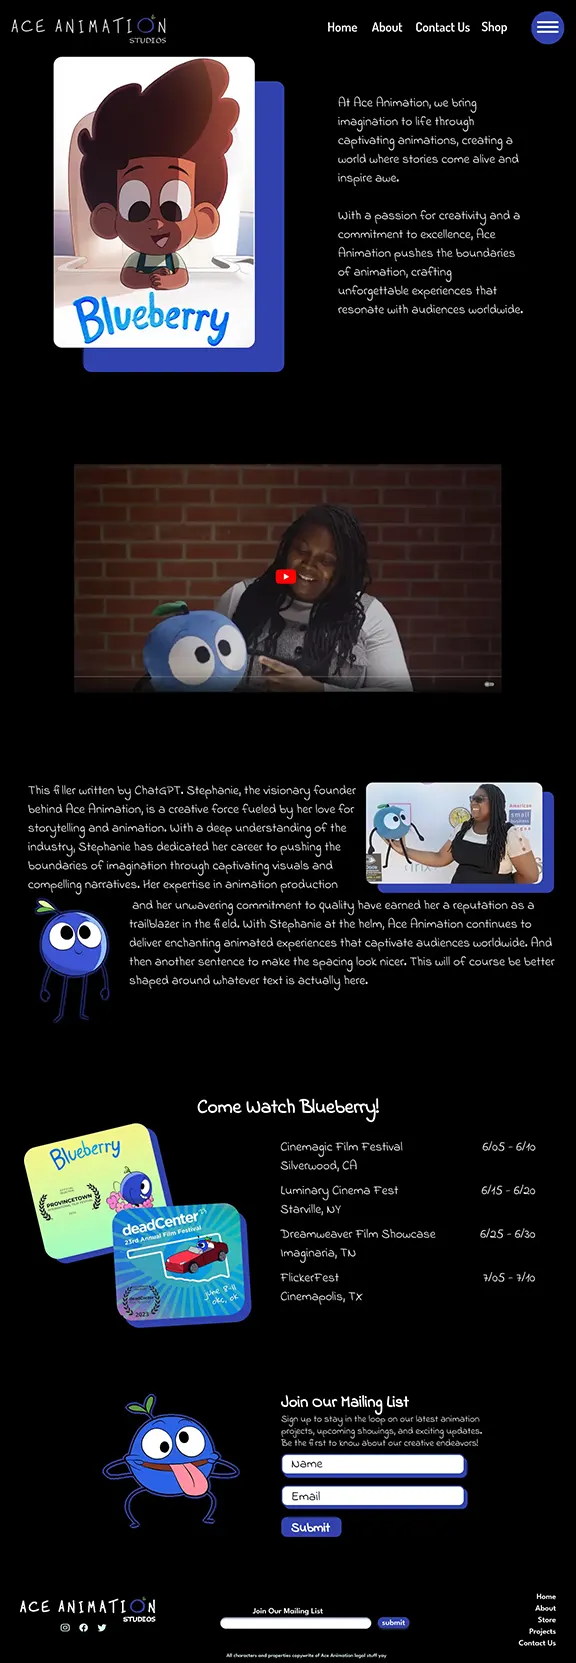 ACE ANIMATION
STUDIOS
Home About Contact Us Shop
At Ace Animation, we bring
imagination to life through
captivating animations, creating a
world where stories come alive and
inspire awe.
With a passion for creativity and a
commitment to excellence, Ace
Animation pushes the boundaries
of animation, crafting
unforgettable experiences that
resonate with audiences worldwide.
Blueberry
This filler written by ChatGPT. Stephanie, the visionary founder
behind Ace Animation, is a creative force fueled by her love for
storytelling and animation. With a deep understanding of the
industry, Stephanie has dedicated her career to pushing the
boundaries of imagination through captivating visuals and
compelling narratives. Her expertise in animation production
American
small
business
and her unwavering commitment to quality have earned her a reputation as a
trailblazer in the field. With Stephanie at the helm, Ace Animation continues to
deliver enchanting animated experiences that captivate audiences worldwide. And
then another sentence to make the spacing look nicer. This will of course be better
shaped around whatever text is actually here.
Come Watch Blueberry!
Blueberry
PROVINCETOWN
deadCenter
23rd Annual Film Festival
june 8-11
okc, ok
deadCenter
2023
Cinemagic Film Festival 6/05 - 6/10
Silverwood, CA
Luminary Cinema Fest 6/15 - 6/20
Starville, NY
Dreamweaver Film Showcase 6/25 - 6/30
Imaginaria, TN
FlickerFest 7/05 - 7/10
Cinemapolis, TX
Join Our Mailing List
Sign up to stay in the loop on our latest animation
projects, upcoming showings, and exciting updates.
Be the first to know about our creative endeavors!
Name
Email
Submit
ACE ANIMATION
STUDIOS
Join Our Mailing List
submit
Home
About
Store
Projects
Contact Us
All characters and properties copywrite of Ace Animation legal stuff yay